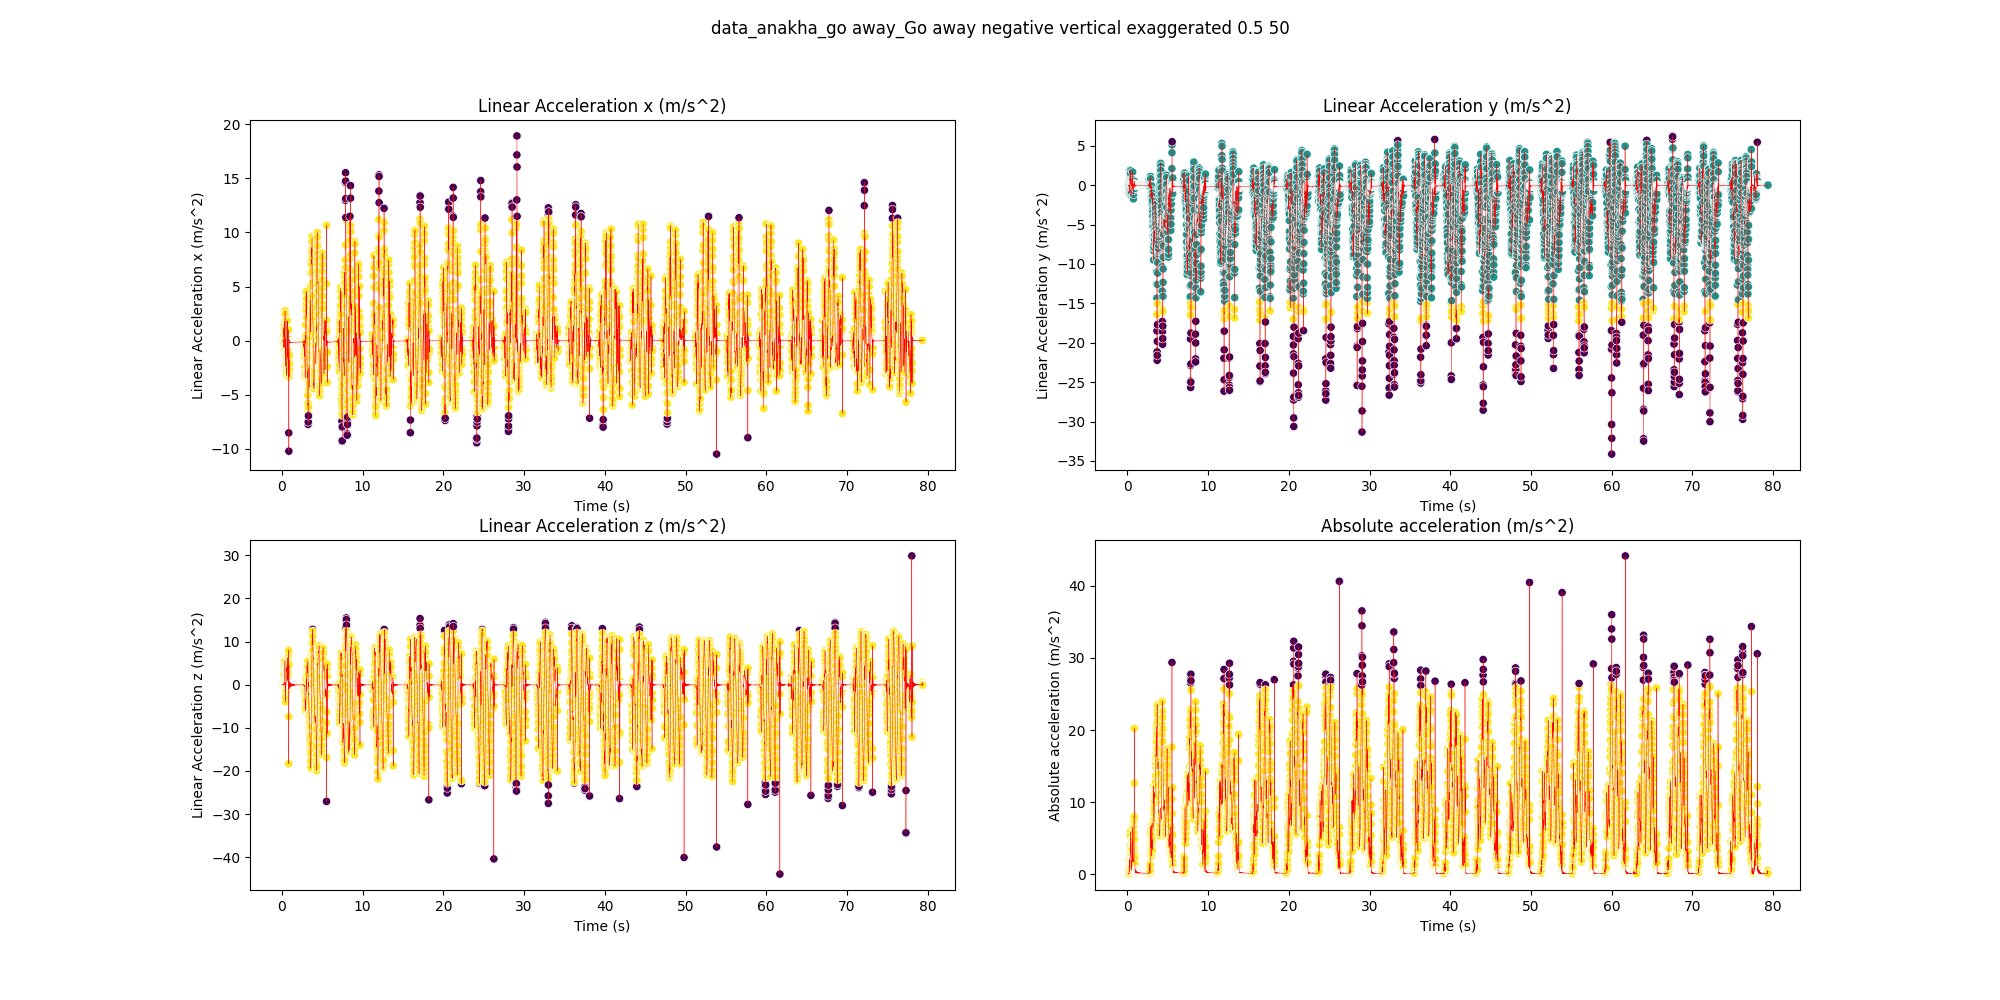 data_anakha_go away_Go away negative vertical exaggerated 0.5 50
Linear Acceleration x (m/s^2)
Linear Acceleration x (m/s^2)
20
15
10
5
0
−5
−10
0 10 20 30 40 50 60 70 80
Time (s)
Linear Acceleration y (m/s^2)
Linear Acceleration y (m/s^2)
5
0
−5
−10
−15
−20
−25
−30
−35
0 10 20 30 40 50 60 70 80
Time (s)
Linear Acceleration z (m/s^2)
Linear Acceleration z (m/s^2)
30
20
10
0
−10
−20
−30
−40
0 10 20 30 40 50 60 70 80
Time (s)
Absolute acceleration (m/s^2)
Absolute acceleration (m/s^2)
40
30
20
10
0
0 10 20 30 40 50 60 70 80
Time (s)